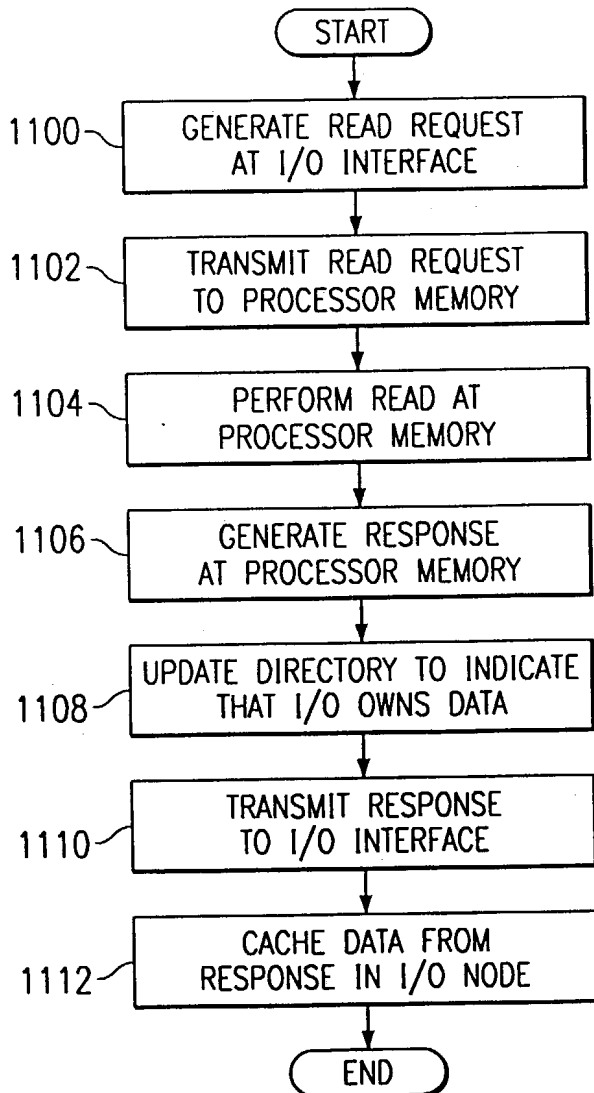 START
1100
GENERATE READ REQUEST
AT I/O INTERFACE
1102
TRANSMIT READ REQUEST
TO PROCESSOR MEMORY
1104
PERFORM READ AT
PROCESSOR MEMORY
1106
GENERATE RESPONSE
AT PROCESSOR MEMORY
1108
UPDATE DIRECTORY TO INDICATE
THAT I/O OWNS DATA
1110
TRANSMIT RESPONSE
TO I/O INTERFACE
1112
CACHE DATA FROM
RESPONSE IN I/O NODE
END